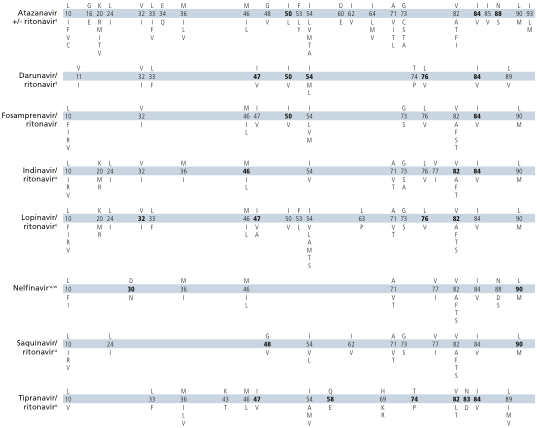 L G K L V L E M M G I F I D I I A G V I I N L I
Atazanavir 10 16 20 24 32 33 34 36 46 48 50 53 54 60 62 64 71 73 82 84 85 88 90 93
+/- ritonavir I E R I I I Q I I V L L L E V L V C A V V S M L
F M F V L L Y V M I S T M
V I M V T T F
C T T L A I
V A
V I V L I I I I T L I L
Darunavir/ 11 32 33 47 50 54 74 76 84 89
ritonavir I I F V V M P V V V
L
L V M I I I G L V I L
Fosamprenavir/ 10 32 46 47 50 54 73 76 82 84 90
ritonavir F I I V V L S V A V M
I L V F
R M S
V T
L K L V M M I A G L V V I L
Indinavir/ 10 20 24 32 36 46 54 71 73 76 77 82 84 90
ritonavir I M I I I I V V S V I A V M
R R L T A F
V T
L K L V L M I I F I L A G L V I L
Lopinavir/ 10 20 24 32 33 46 47 50 53 54 63 71 73 76 82 84 90
ritonavir F M I I F I V V L V P V S V A V M
I R L A L T F
R A T
V M S
T
S
L D M M A V V I N L
Nelfinavir 10 30 36 46 71 77 82 84 88 90
F N I I V I A V D M
I L T F S
T
S
L L G I I A G V V I L
Saquinavir/ 10 24 48 54 62 71 73 77 82 84 90
ritonavir I I V V V V S I A V M
R L T F
V T
S
L L M K M I I Q H T V N I L
Tipranavir/ 10 33 36 43 46 47 54 58 69 74 82 83 84 89
ritonavir V F I T L V A E K P L D V I
L M R T M
V V V